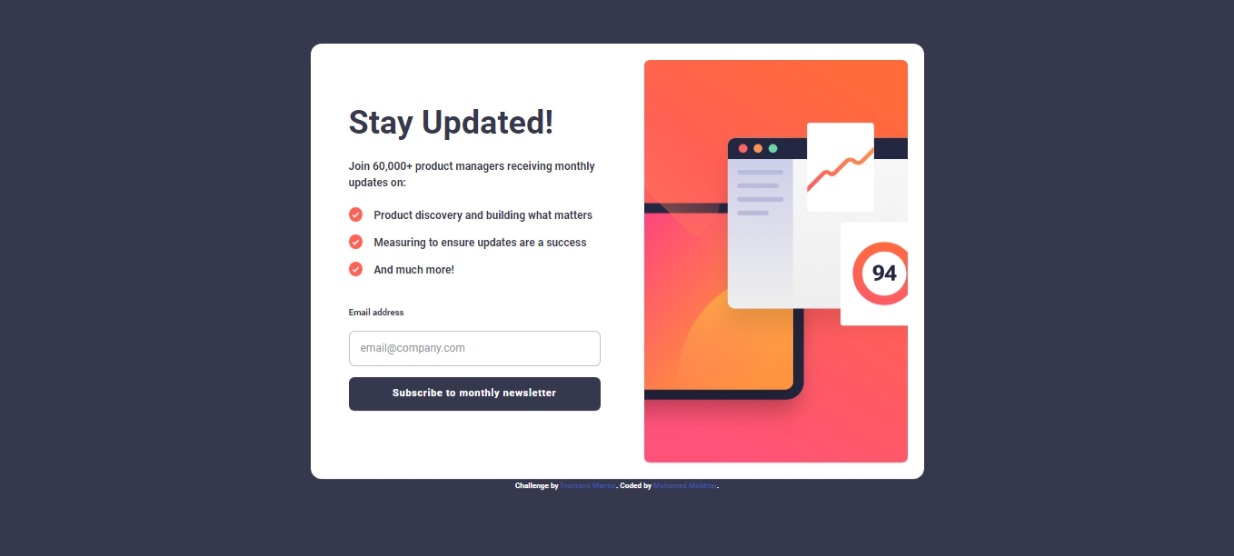 Stay Updated!
Join 60,000+ product managers receiving monthly
updates on:
Product discovery and building what matters
Measuring to ensure updates are a success
And much more!
Email address
email@company.com
Subscribe to monthly newsletter
94
Challenge by Frontend Mentor. Coded by Mohamed